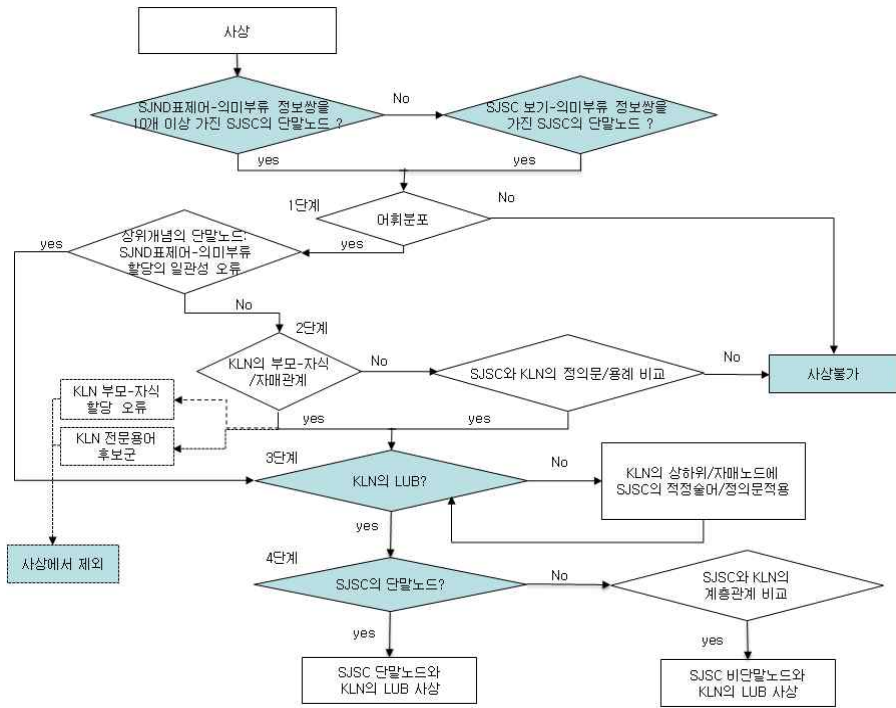 사상
SJND표제어-의미부류 정보쌍을
10개 이상 가진 SJSC의 단말노드 ?
No
SJSC 보기-의미부류 정보쌍을
가진 SJSC의 단말노드 ?
yes
yes
1단계
어휘분포
No
yes
상위개념의 단말노드:
SJND표제어-의미부류
할당의 일관성 오류
yes
No
2단계
KLN의 부모-자식
/자매관계
No
SJSC와 KLN의 정의문/용례 비교
No
사상불가
KLN 부모-자식
할당 오류
KLN 전문용어
후보군
yes
yes
3단계
KLN의 LUB?
No
KLN의 상하위/자매노드에
SJSC의 적정술어/정의문적용
yes
사상에서 제외
4단계
SJSC의 단말노드?
No
SJSC와 KLN의
계층관계 비교
yes
yes
SJSC 단말노드와
KLN의 LUB 사상
SJSC 비단말노드와
KLN의 LUB 사상